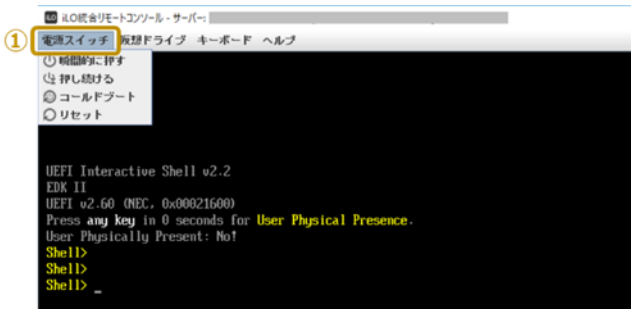 iLO iLO統合リモートコンソール - サーバー:
① 電源スイッチ 仮想ドライブ キーボード ヘルプ
瞬間的に押す
押し続ける
コールドブート
リセット
UEFI Interactive Shell v2.2
EDK II
UEFI v2.60 (NEC, 0x00021600)
Press any key in 0 seconds for User Physical Presence.
User Physically Present: No!
Shell>
Shell>
Shell> _